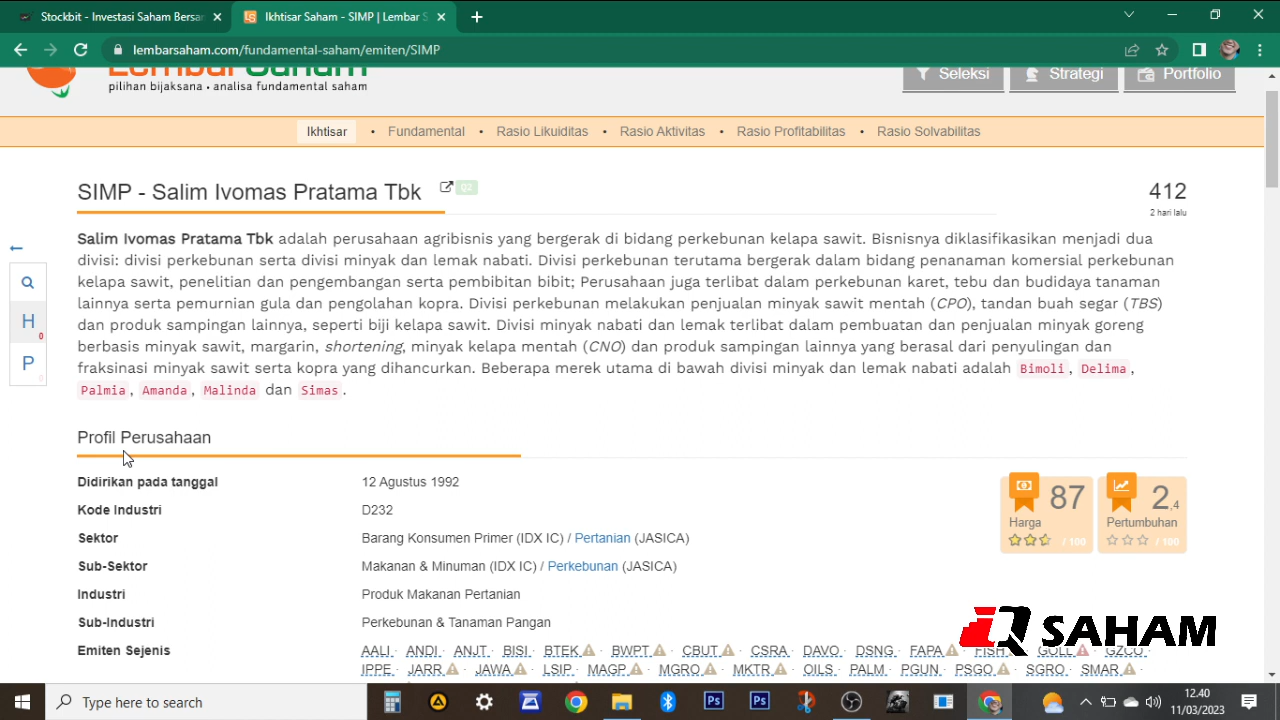 Stockbit - Investasi Saham Bersar
Ikhtisar Saham - SIMP | Lembar S
lembarsaham.com/fundamental-saham/emiten/SIMP
Lembar Saham
pilihan bijaksana • analisa fundamental saham
Seleksi
Strategi
Portfolio
Ikhtisar • Fundamental • Rasio Likuiditas • Rasio Aktivitas • Rasio Profitabilitas • Rasio Solvabilitas
SIMP - Salim Ivomas Pratama Tbk
Q2
412
2 hari lalu
Salim Ivomas Pratama Tbk adalah perusahaan agribisnis yang bergerak di bidang perkebunan kelapa sawit. Bisnisnya diklasifikasikan menjadi dua
divisi: divisi perkebunan serta divisi minyak dan lemak nabati. Divisi perkebunan terutama bergerak dalam bidang penanaman komersial perkebunan
kelapa sawit, penelitian dan pengembangan serta pembibitan bibit; Perusahaan juga terlibat dalam perkebunan karet, tebu dan budidaya tanaman
lainnya serta pemurnian gula dan pengolahan kopra. Divisi perkebunan melakukan penjualan minyak sawit mentah (CPO), tandan buah segar (TBS)
dan produk sampingan lainnya, seperti biji kelapa sawit. Divisi minyak nabati dan lemak terlibat dalam pembuatan dan penjualan minyak goreng
berbasis minyak sawit, margarin, shortening, minyak kelapa mentah (CNO) dan produk sampingan lainnya yang berasal dari penyulingan dan
fraksinasi minyak sawit serta kopra yang dihancurkan. Beberapa merek utama di bawah divisi minyak dan lemak nabati adalah Bimoli, Delima,
Palmia, Amanda, Malinda dan Simas.
H
0
P
0
Profil Perusahaan
Didirikan pada tanggal 12 Agustus 1992
Kode Industri D232
Sektor Barang Konsumen Primer (IDX IC) / Pertanian (JASICA)
Sub-Sektor Makanan & Minuman (IDX IC) / Perkebunan (JASICA)
Industri Produk Makanan Pertanian
Sub-Industri Perkebunan & Tanaman Pangan
Emiten Sejenis AALI ANDI ANJT BISI BTEK BWPT CBUT CSRA DAVO DSNG FAPA FISH GOLL GZCO
IPPE JARR JAWA LSIP MAGP MGRO MKTR OILS PALM PGUN PSGO SGRO SMAR
87
Harga
/ 100
2,4
Pertumbuhan
/ 100
R SAHAM
Type here to search
Ps
Ps
12.40
11/03/2023